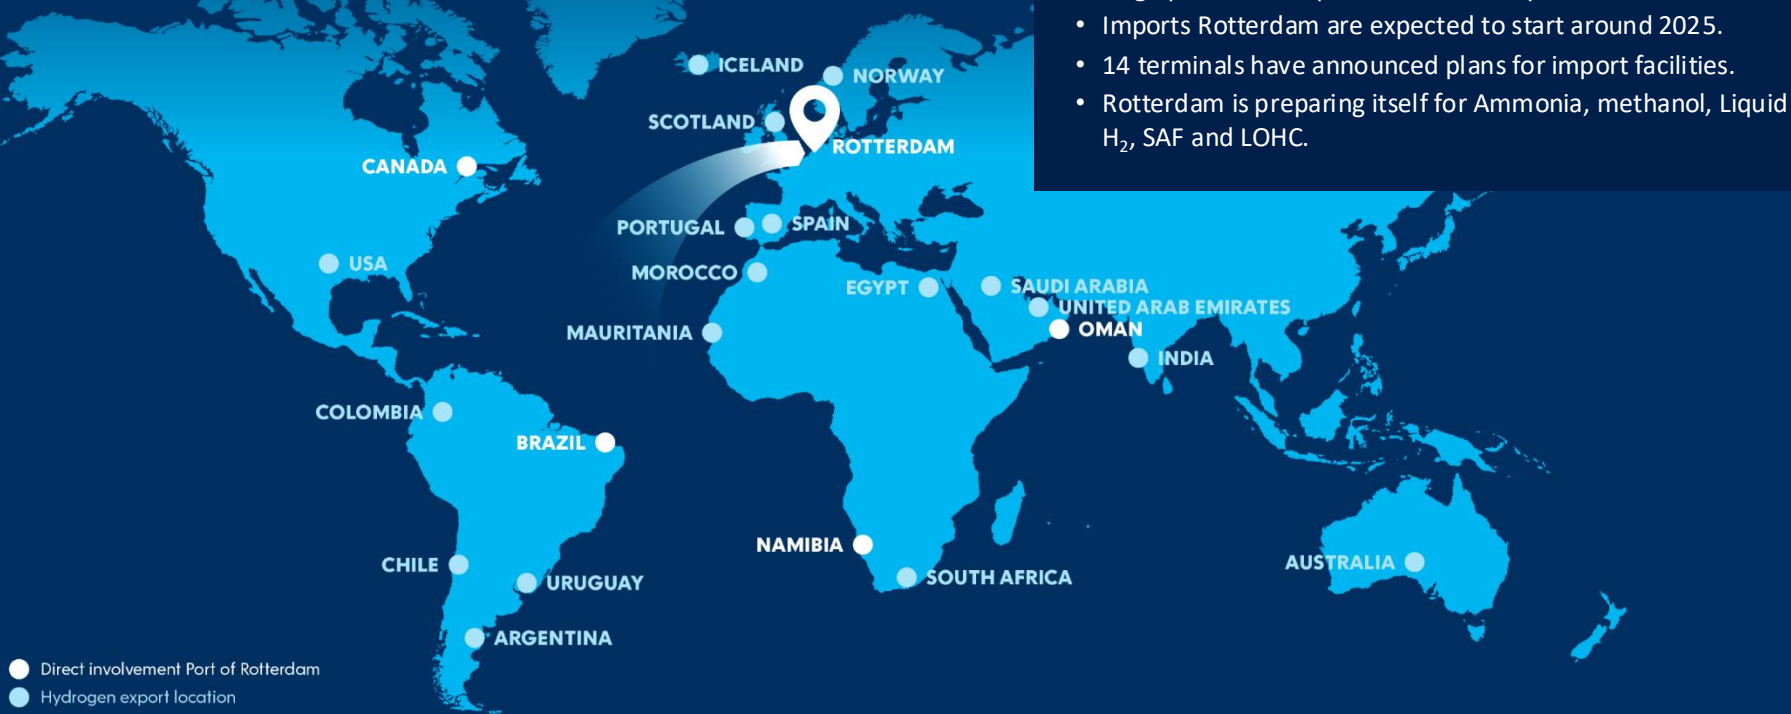 • Imports Rotterdam are expected to start around 2025.
• 14 terminals have announced plans for import facilities.
• Rotterdam is preparing itself for Ammonia, methanol, Liquid
H₂, SAF and LOHC.
ICELAND
NORWAY
SCOTLAND
ROTTERDAM
CANADA
PORTUGAL
SPAIN
USA
MOROCCO
EGYPT
SAUDI ARABIA
UNITED ARAB EMIRATES
MAURITANIA
OMAN
INDIA
COLOMBIA
BRAZIL
NAMIBIA
CHILE
AUSTRALIA
URUGUAY
SOUTH AFRICA
ARGENTINA
Direct involvement Port of Rotterdam
Hydrogen export location